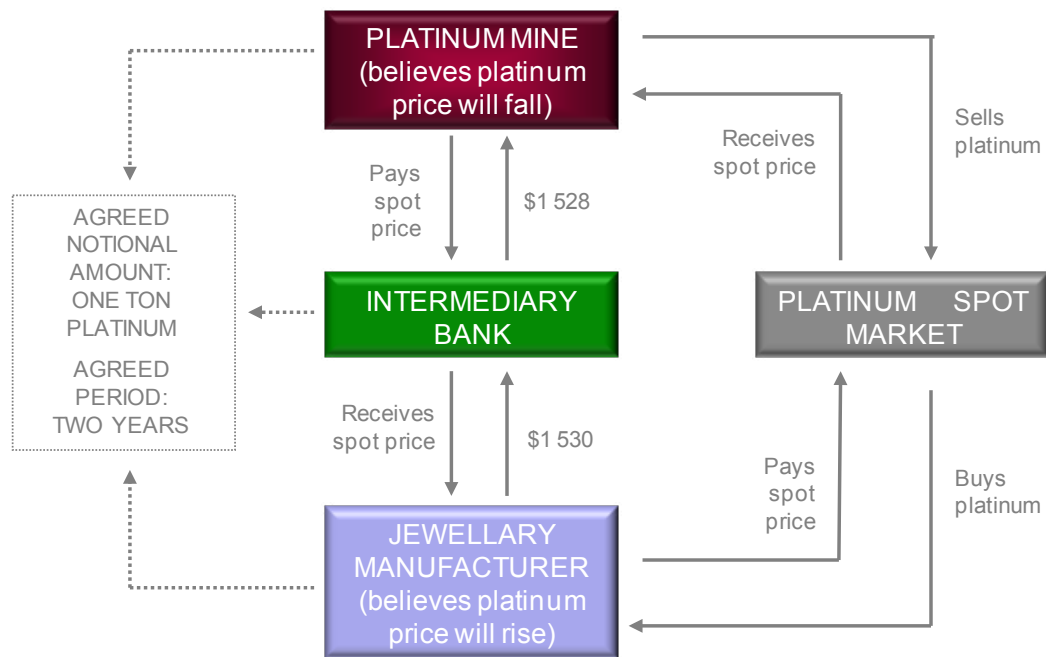 PLATINUM MINE
(believes platinum
price will fall)
Sells
platinum
Receives
spot price
Pays
spot
price
$1 528
AGREED
NOTIONAL
AMOUNT:
ONE TON
PLATINUM
AGREED
PERIOD:
TWO YEARS
INTERMEDIARY
BANK
PLATINUM SPOT
MARKET
Receives
spot price
$1 530
Pays
spot
price
Buys
platinum
JEWELLARY
MANUFACTURER
(believes platinum
price will rise)